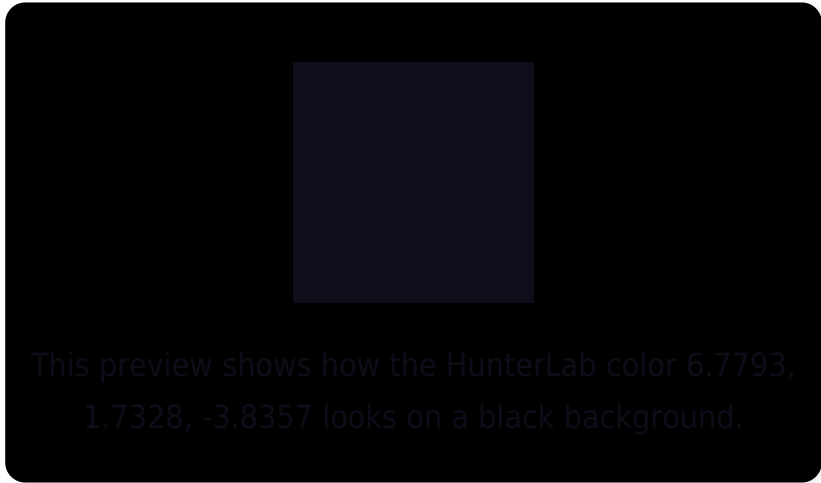 This preview shows how the HunterLab color 6.7793,
1.7328, -3.8357 looks on a black background.